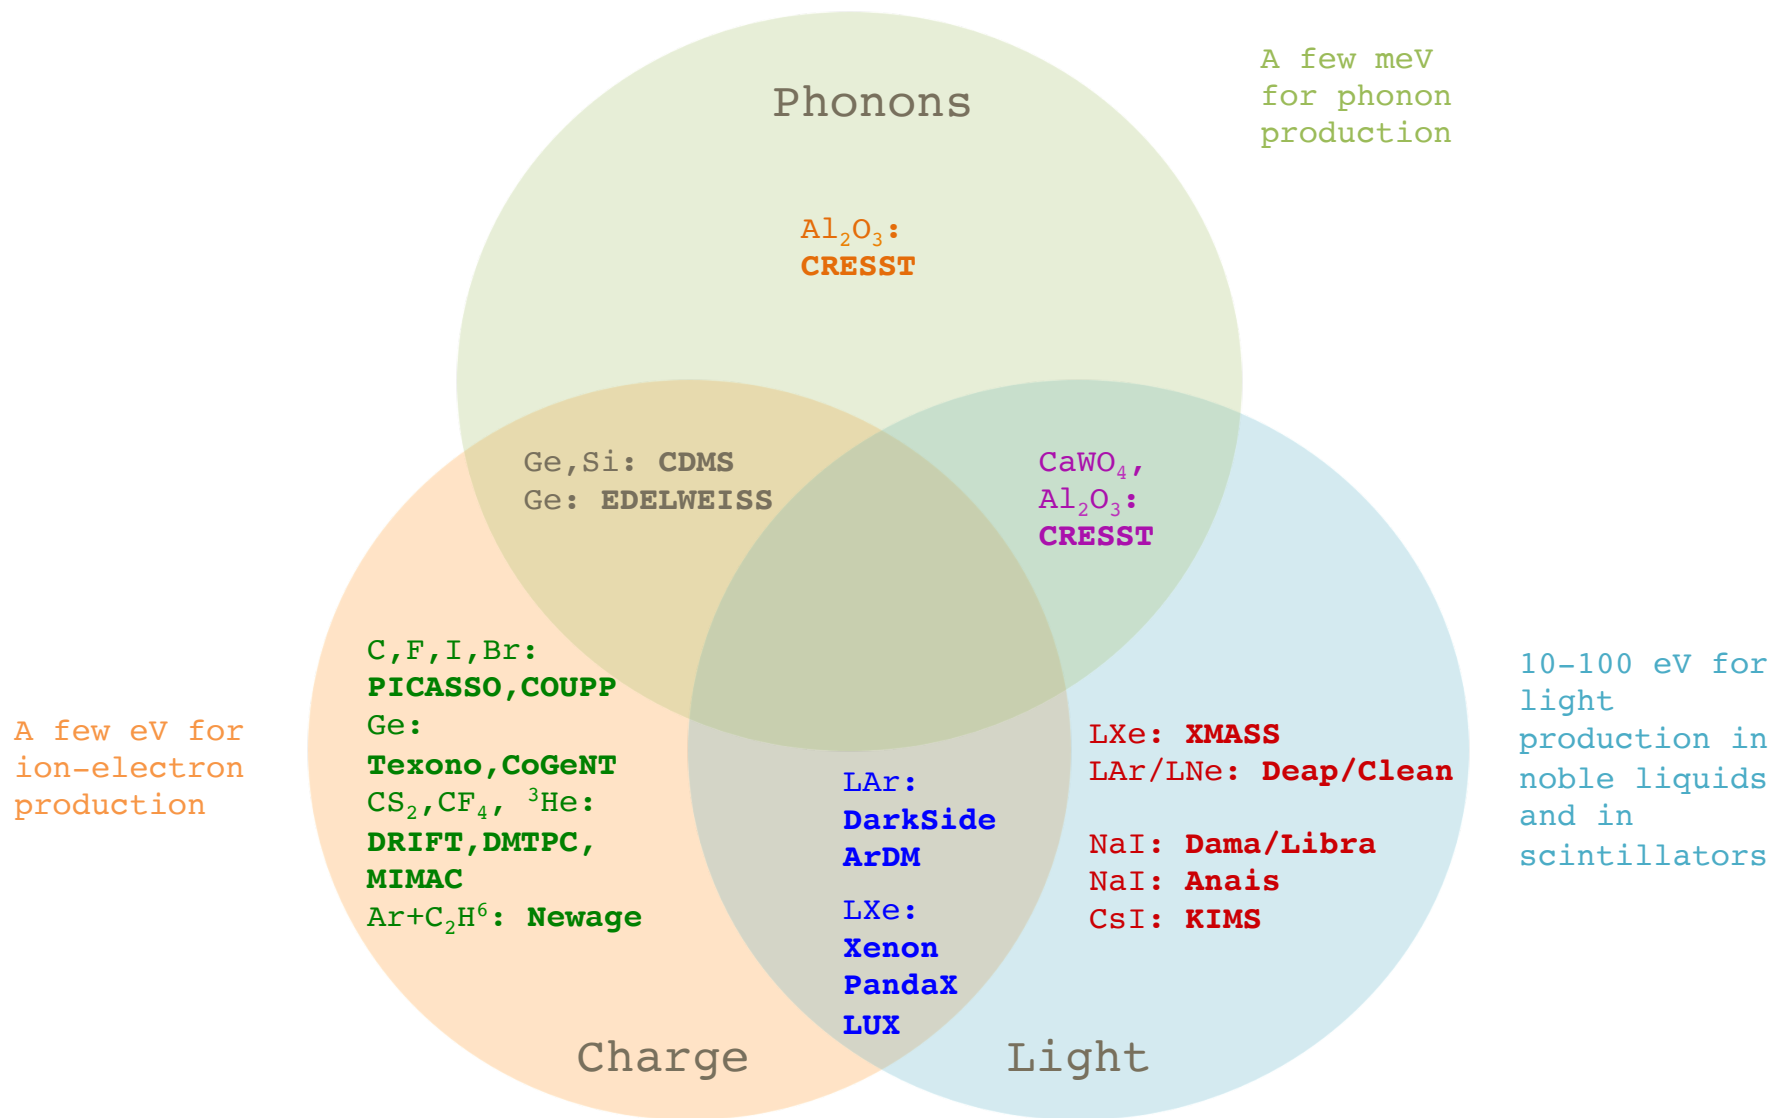 Phonons
A few meV
for phonon
production
Al₂O₃:
CRESST
Ge,Si: CDMS
Ge: EDELWEISS
CaWO₄,
Al₂O₃:
CRESST
A few eV for
ion-electron
production
C,F,I,Br:
PICASSO,COUPP
Ge:
Texono,CoGeNT
CS₂,CF₄, ³He:
DRIFT,DMTPC,
MIMAC
Ar+C₂H⁶: Newage
LAr:
DarkSide
ArDM
LXe:
Xenon
PandaX
LUX
LXe: XMASS
LAr/LNe: Deap/Clean
NaI: Dama/Libra
NaI: Anais
CsI: KIMS
10–100 eV for
light
production in
noble liquids
and in
scintillators
Charge
Light